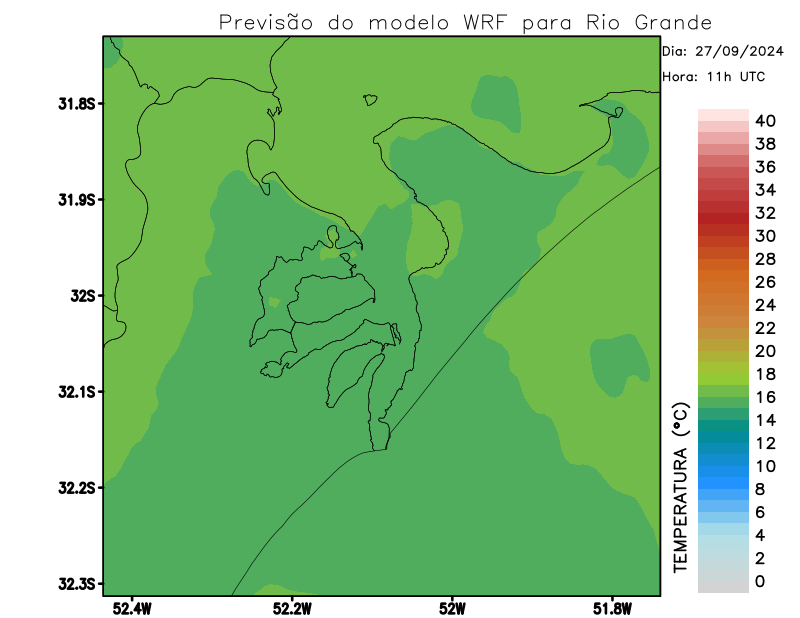 Previsão do modelo WRF para Rio Grande
Dia: 27/09/2024
Hora: 11h UTC
31.8S
31.9S
32S
32.1S
32.2S
32.3S
52.4W
52.2W
52W
51.8W
TEMPERATURA (°C)
40
38
36
34
32
30
28
26
24
22
20
18
16
14
12
10
8
6
4
2
0